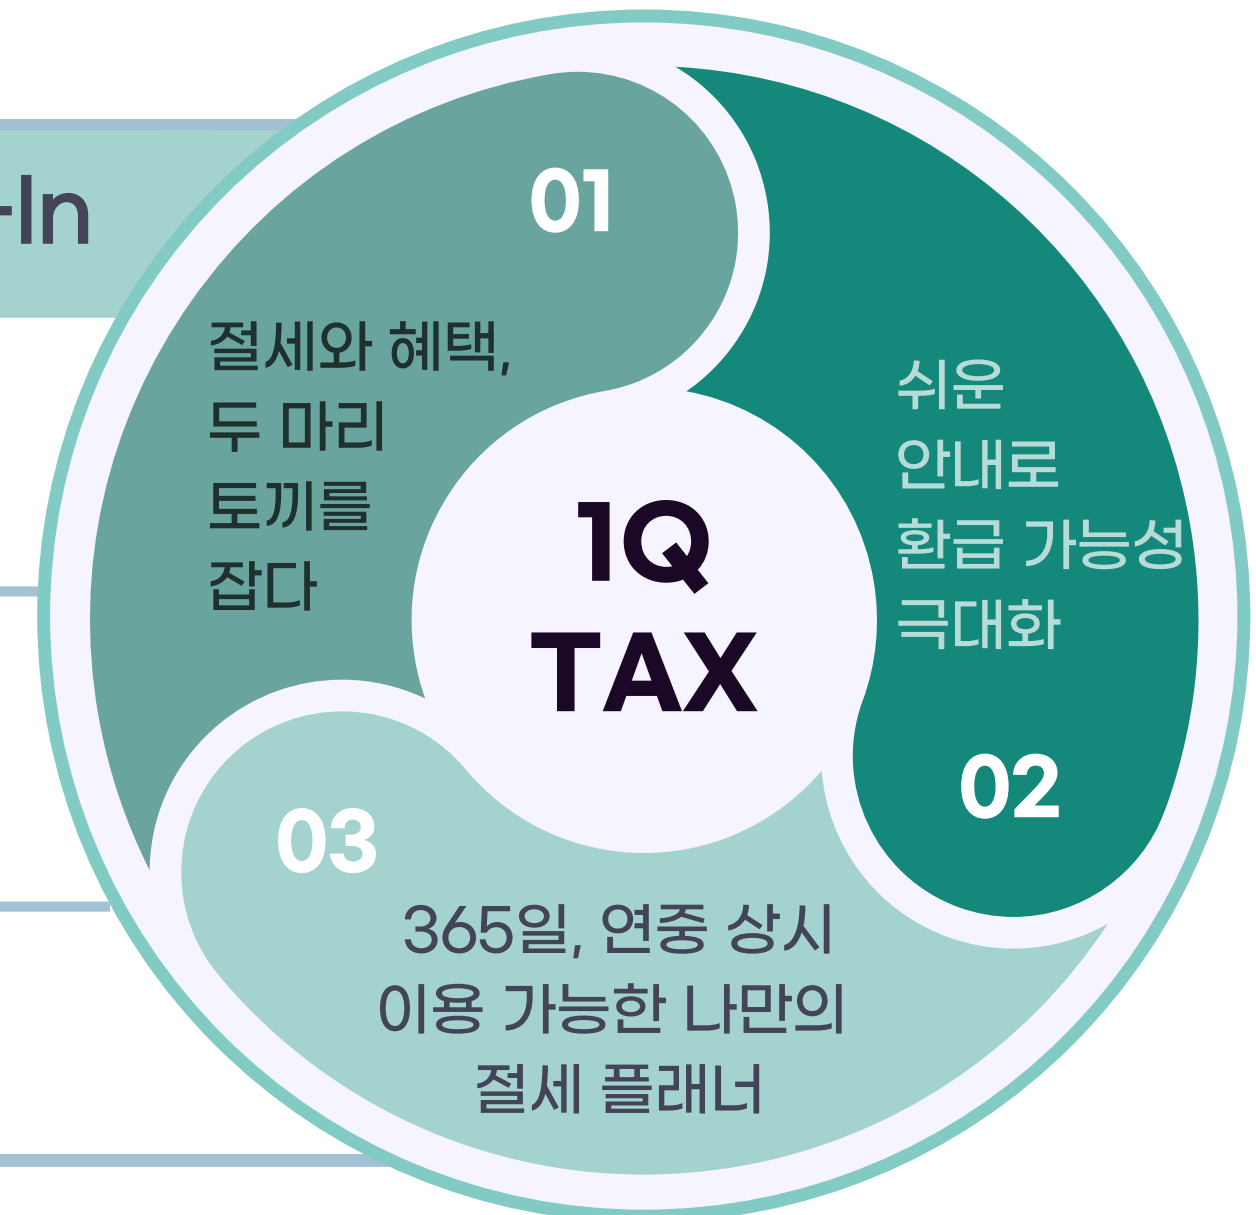 -In
01
절세와 혜택,
두 마리
토끼를
잡다
1Q
TAX
쉬운
안내로
환급 가능성
극대화
02
03
365일, 연중 상시
이용 가능한 나만의
절세 플래너